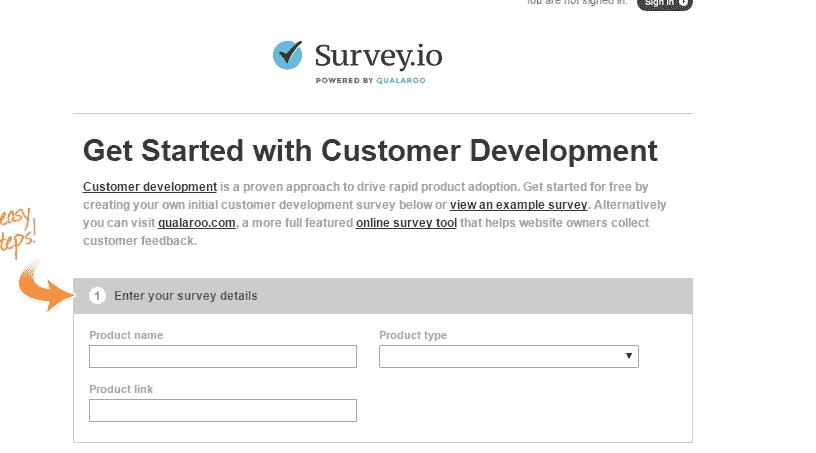 You are not signed in. Sign in
Survey.io
POWERED BY QUALAROO
Get Started with Customer Development
Customer development is a proven approach to drive rapid product adoption. Get started for free by
creating your own initial customer development survey below or view an example survey. Alternatively
you can visit qualaroo.com, a more full featured online survey tool that helps website owners collect
customer feedback.
easy
teps!
1 Enter your survey details
Product name Product type
Product link